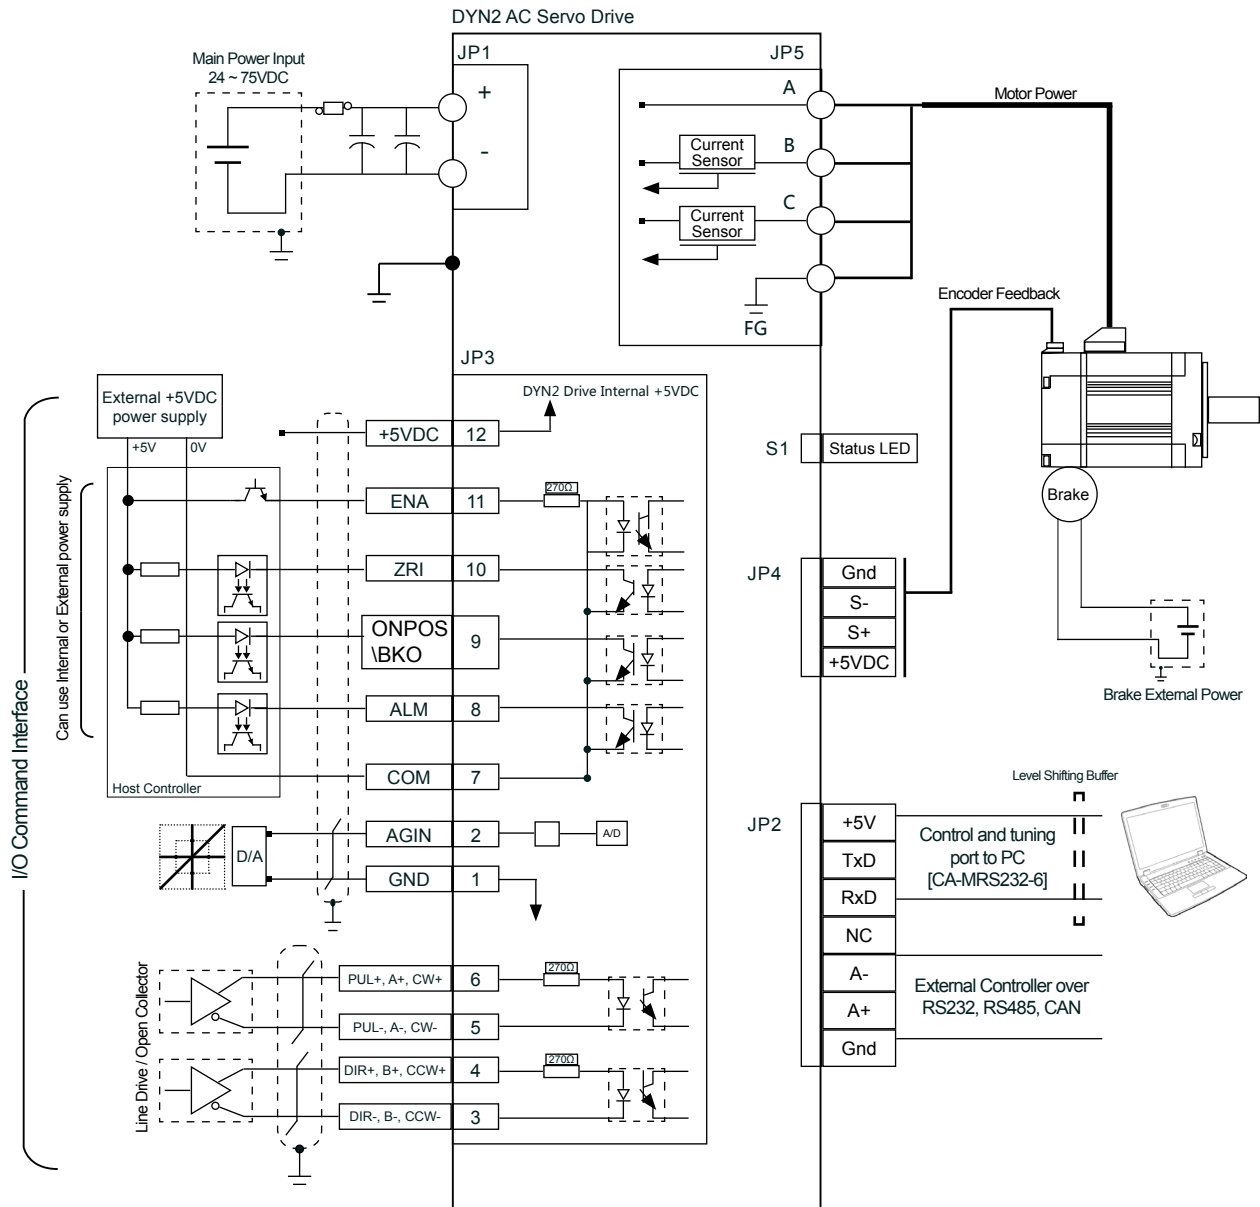 DYN2 AC Servo Drive
JP1
Main Power Input
24 ~ 75VDC
+
-
JP5
A
Current
Sensor
B
Current
Sensor
C
FG
Motor Power
Encoder Feedback
Brake
Brake External Power
JP3
DYN2 Drive Internal +5VDC
External +5VDC
power supply
+5V
0V
+5VDC 12
ENA 11
270Ω
ZRI 10
ONPOS
\BKO
9
ALM 8
COM 7
Host Controller
Can use Internal or External power supply
I/O Command Interface
D/A
AGIN 2
A/D
GND 1
Line Drive / Open Collector
PUL+, A+, CW+ 6
270Ω
PUL-, A-, CW- 5
DIR+, B+, CCW+ 4
270Ω
DIR-, B-, CCW- 3
S1
Status LED
JP4
Gnd
S-
S+
+5VDC
JP2
+5V
TxD
RxD
NC
A-
A+
Gnd
Level Shifting Buffer
Control and tuning
port to PC
[CA-MRS232-6]
External Controller over
RS232, RS485, CAN